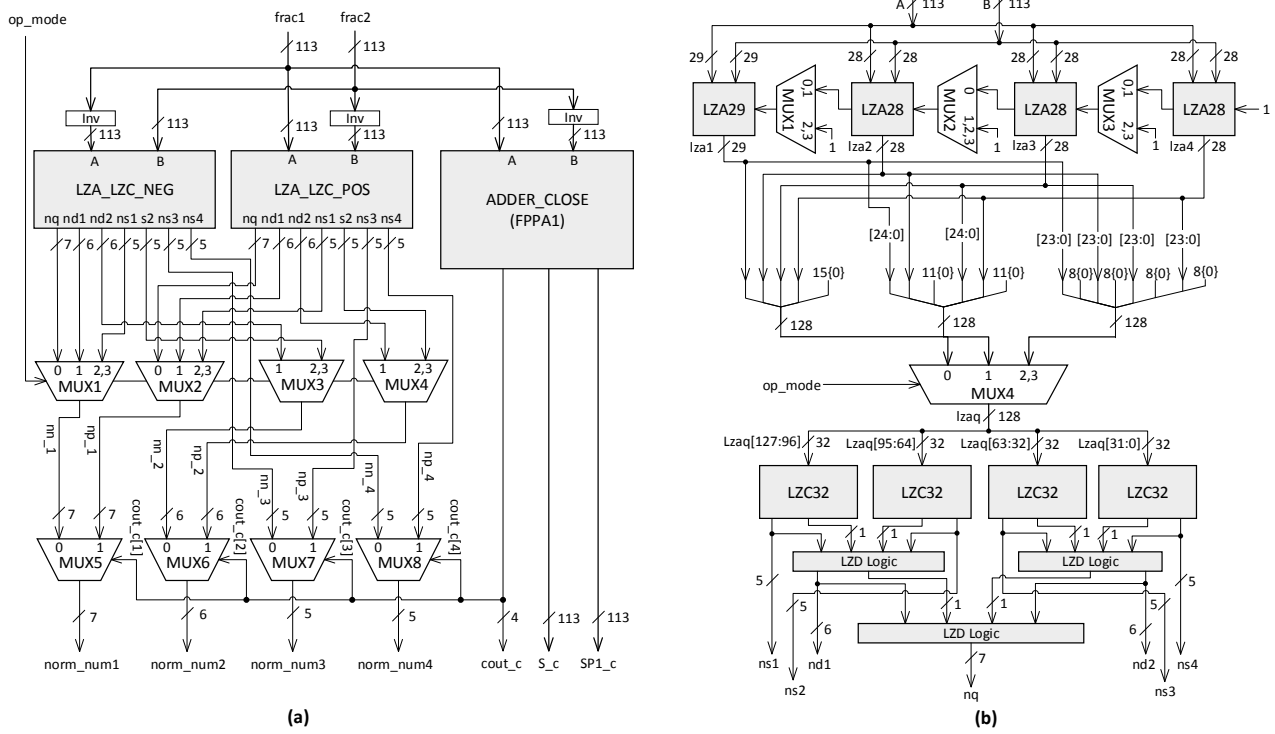 op_mode
frac1 frac2
113 113
Inv Inv Inv
113 113 113 113 113 113
A B A B A B
LZA_LZC_NEG LZA_LZC_POS ADDER_CLOSE
(FPPA1)
nq nd1 nd2 ns1 s2 ns3 ns4 nq nd1 nd2 ns1 s2 ns3 ns4
7 6 6 5 5 5 5 7 6 6 5 5 5 5
0 1 2,3 0 1 2,3 1 2,3 1 2,3
MUX1 MUX2 MUX3 MUX4
nn_1 np_1 nn_2 np_2 nn_3 np_3 nn_4 np_4
7 7 6 6 5 5 5 5
cout_c[1] cout_c[2] cout_c[3] cout_c[4]
0 1 0 1 0 1 0 1
MUX5 MUX6 MUX7 MUX8
7 6 5 5 4 113 113
norm_num1 norm_num2 norm_num3 norm_num4 cout_c S_c SP1_c
(a)
A 113 B 113
29 29 28 28 28 28 28 28
LZA29 MUX1 0,1 2,3 1 LZA28 MUX2 0 1,2,3 1 LZA28 MUX3 0,1 2,3 1 LZA28 1
lza1 29 lza2 28 lza3 28 lza4 28
[24:0] [24:0] [23:0] [23:0] [23:0] [23:0]
15{0} 11{0} 11{0} 8{0} 8{0} 8{0} 8{0}
128 128 128
0 1 2,3
op_mode MUX4
lzaq 128
Lzaq[127:96] 32 Lzaq[95:64] 32 Lzaq[63:32] 32 Lzaq[31:0] 32
LZC32 LZC32 LZC32 LZC32
1 1 1 1
LZD Logic LZD Logic
5 5 6 1 1 6 5 5
LZD Logic
ns1 nd1 7 nd2 ns4
ns2 nq ns3
(b)